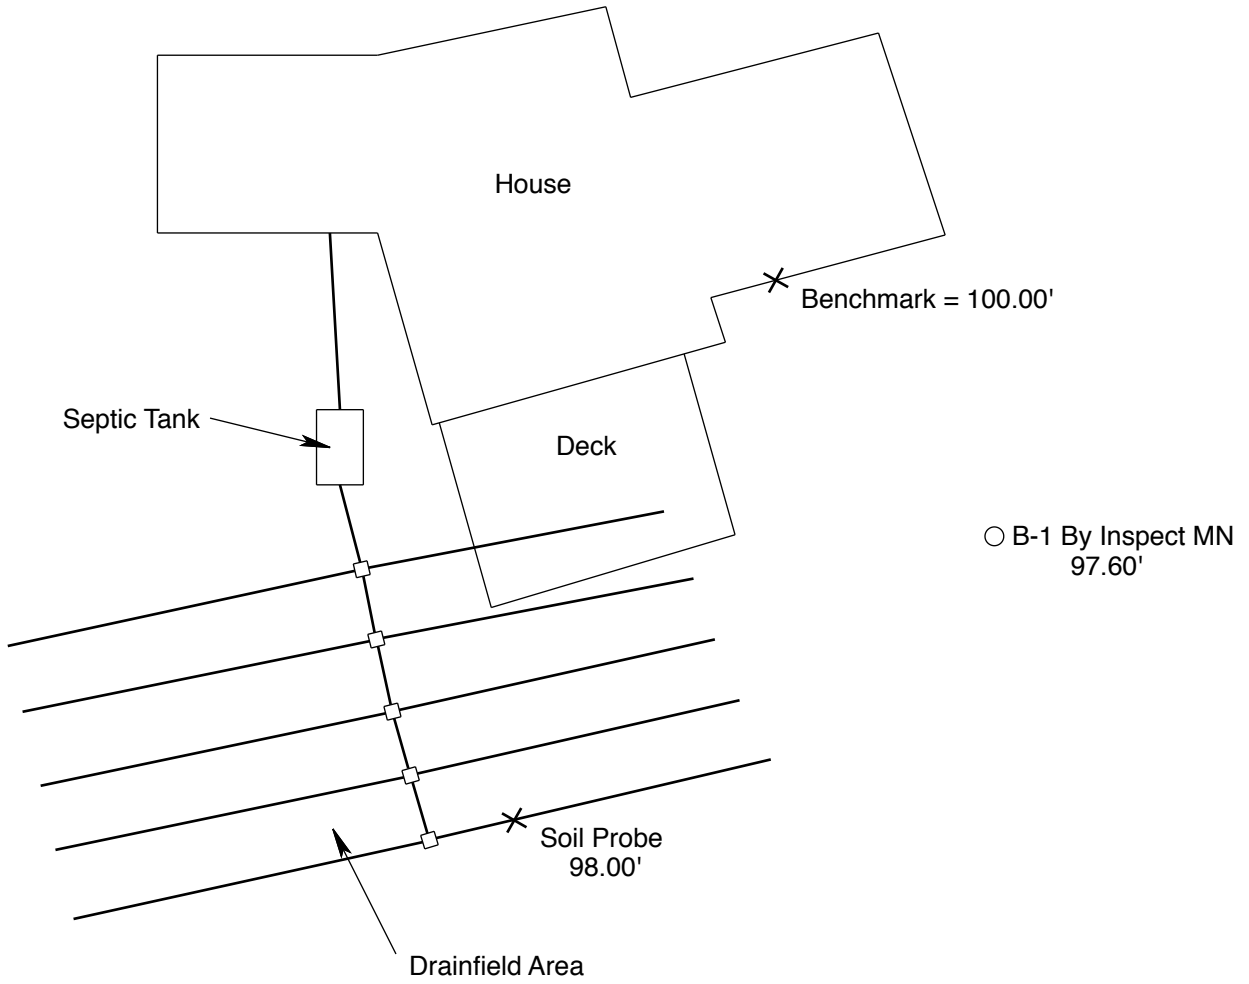 House
Benchmark = 100.00'
Septic Tank
Deck
B-1 By Inspect MN
97.60'
Soil Probe
98.00'
Drainfield Area